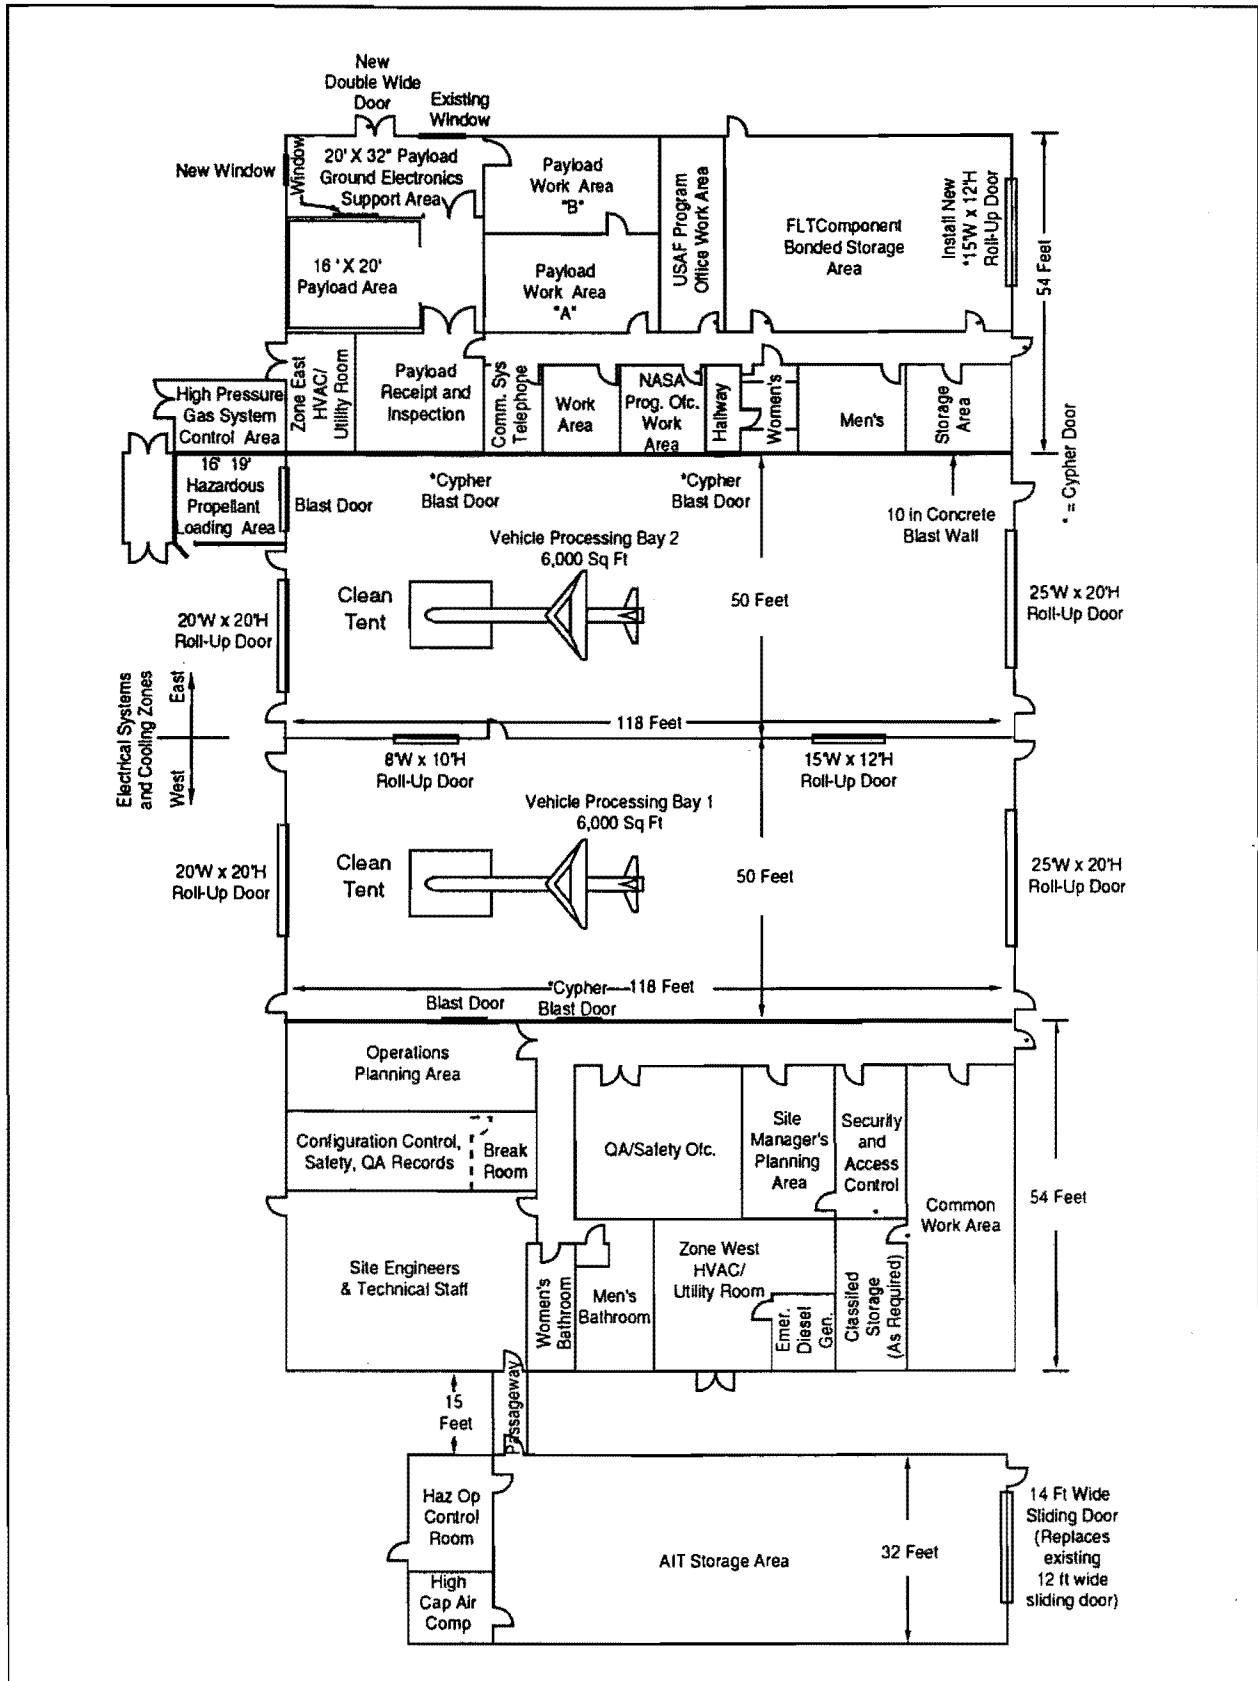 New
Double Wide
Door
Existing
Window
New Window
Window
20' X 32" Payload
Ground Electronics
Support Area
Payload
Work Area
"B"
USAF Program
Office Work Area
FLTComponent
Bonded Storage
Area
Install New
*15'W x 12'H
Roll-Up Door
54 Feet
16 ' X 20'
Payload Area
Payload
Work Area
"A"
Zone East
HVAC/
Utility Room
Payload
Receipt and
Inspection
Comm. Sys
Telephone
Work
Area
NASA
Prog. Ofc.
Work
Area
Hallway
Women's
Men's
Storage
Area
High Pressure
Gas System
Control Area
* = Cypher Door
16' 19'
Hazardous
Propellant
Loading Area
Blast Door
*Cypher
Blast Door
*Cypher
Blast Door
10 in Concrete
Blast Wall
Vehicle Processing Bay 2
6,000 Sq Ft
Clean
Tent
50 Feet
20'W x 20'H
Roll-Up Door
25'W x 20'H
Roll-Up Door
Electrical Systems
and Cooling Zones
East
West
118 Feet
8'W x 10'H
Roll-Up Door
15'W x 12'H
Roll-Up Door
Vehicle Processing Bay 1
6,000 Sq Ft
Clean
Tent
50 Feet
20'W x 20'H
Roll-Up Door
25'W x 20'H
Roll-Up Door
118 Feet
Blast Door
*Cypher
Blast Door
Operations
Planning Area
Configuration Control,
Safety, QA Records
Break
Room
QA/Safety Ofc.
Site
Manager's
Planning
Area
Security
and
Access
Control
Common
Work Area
54 Feet
Site Engineers
& Technical Staff
Women's
Bathroom
Men's
Bathroom
Zone West
HVAC/
Utility Room
Emer.
Diesel
Gen.
Classifed
Storage
(As Required)
15
Feet
Passageway
Haz Op
Control
Room
High
Cap Air
Comp
AIT Storage Area
32 Feet
14 Ft Wide
Sliding Door
(Replaces
existing
12 ft wide
sliding door)